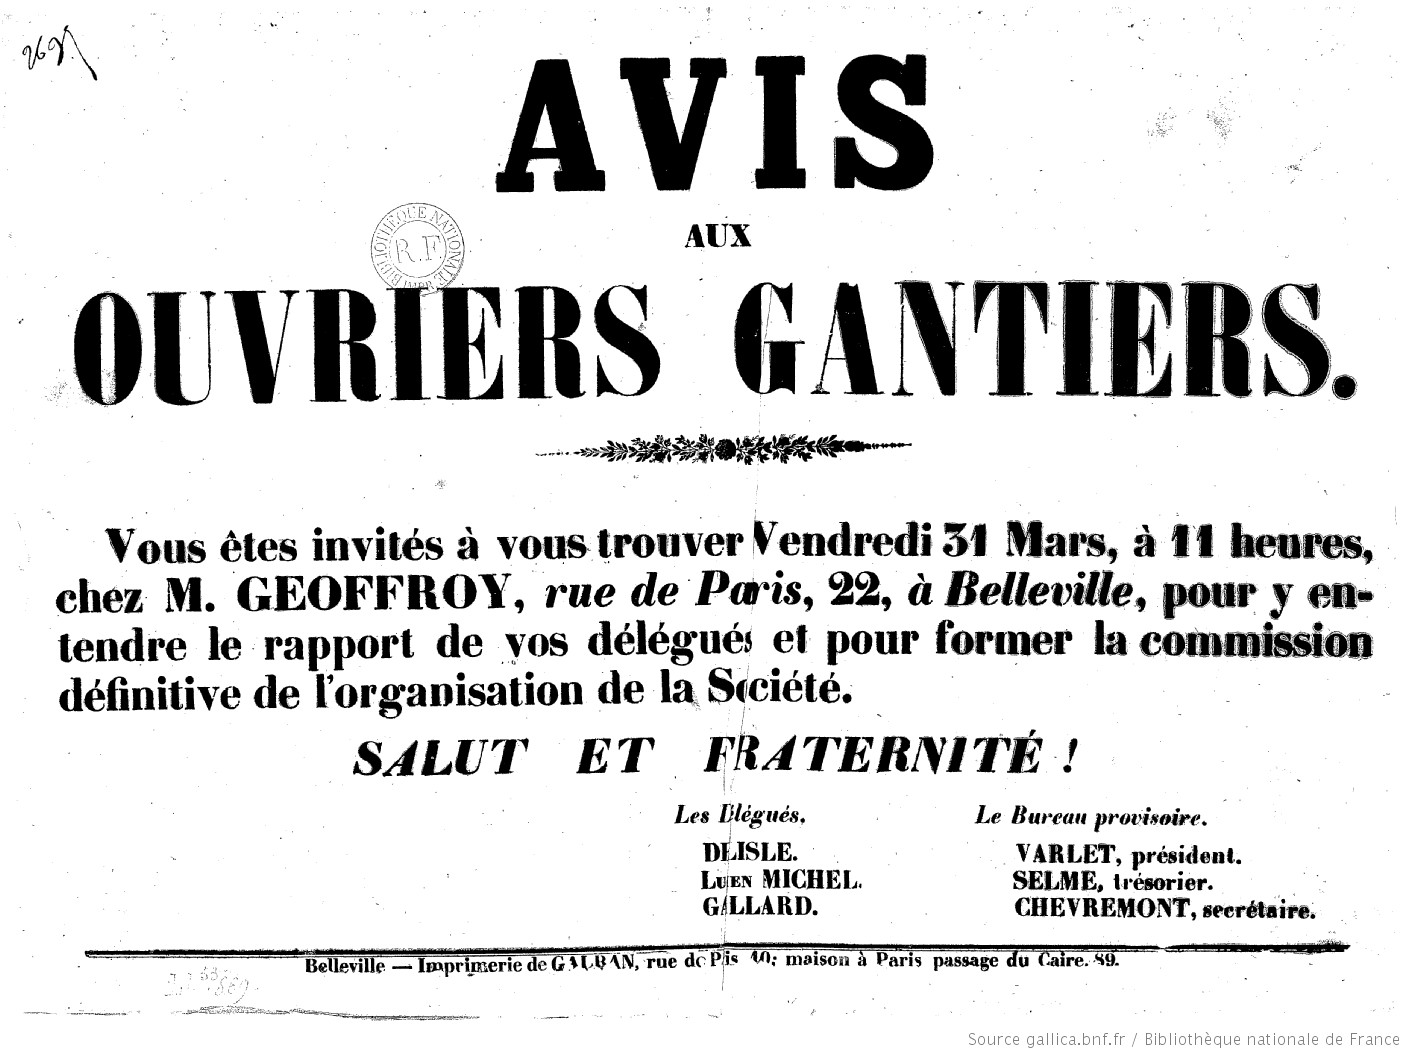 AVIS
AUX
BIBLIOTHÈQUE NATIONALE
R.F.
IMPR.
OUVRIERS GANTIERS.
Vous êtes invités à vous trouver Vendredi 31 Mars, à 11 heures,
chez M. GEOFFROY, rue de Paris, 22, à Belleville, pour y en-
tendre le rapport de vos délégués et pour former la commission
définitive de l'organisation de la Société.
SALUT ET FRATERNITÉ !
Les Délégués. Le Bureau provisoire.
DELISLE. VARLET, président.
Lucien MICHEL. SELME, trésorier.
GAILLARD. CHEVREMONT, secrétaire.
Belleville — Imprimerie de GALBAN, rue de Paris 40; maison à Paris passage du Caire. 89.
Source gallica.bnf.fr / Bibliothèque nationale de France